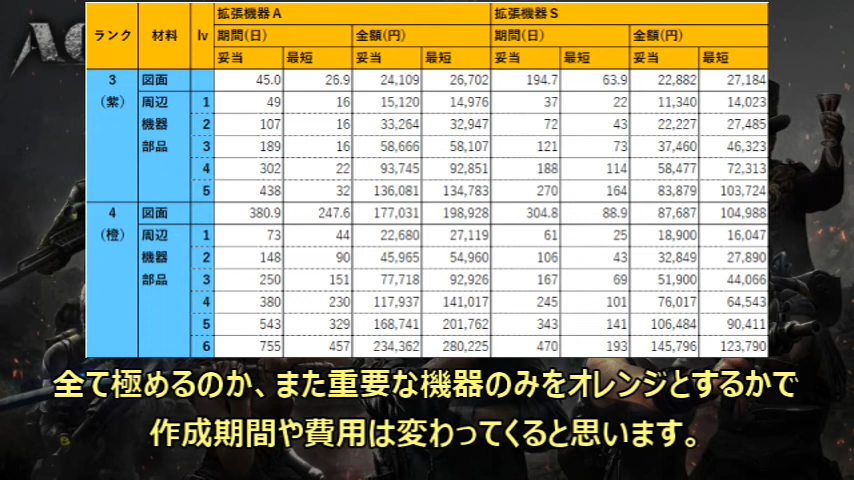 拡張機器A 拡張機器S
ランク 材料 lv 期間(日) 金額(円) 期間(日) 金額(円)
妥当 最短 妥当 最短 妥当 最短 妥当 最短
3 図面 45.0 26.9 24,109 26,702 194.7 63.9 22,882 27,184
(紫) 周辺 1 49 16 15,120 14,976 37 22 11,340 14,023
機器 2 107 16 33,264 32,947 72 43 22,227 27,485
部品 3 189 16 58,666 58,107 121 73 37,460 46,323
4 302 22 93,745 92,851 188 114 58,477 72,313
5 438 32 136,081 134,783 270 164 83,879 103,724
4 図面 380.9 247.6 177,031 198,928 304.8 88.9 87,687 104,988
(橙) 周辺 1 73 44 22,680 27,119 61 25 18,900 16,047
機器 2 148 90 45,965 54,960 106 43 32,849 27,890
部品 3 250 151 77,718 92,926 167 69 51,900 44,066
4 380 230 117,937 141,017 245 101 76,017 64,543
5 543 329 168,741 201,762 343 141 106,484 90,411
6 755 457 234,362 280,225 470 193 145,796 123,790
全て極めるのか、また重要な機器のみをオレンジとするかで
作成期間や費用は変わってくると思います。